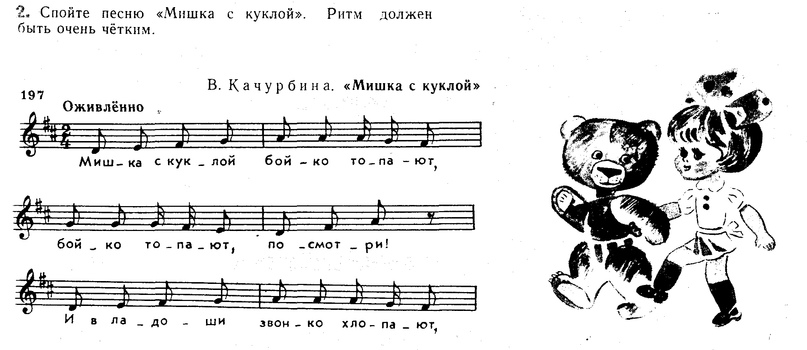 2. Спойте песню «Мишка с куклой». Ритм должен
быть очень чётким.
197
В. Качурбина. «Мишка с куклой»
Оживлённо
2
4
Миш-ка с кук-лой бой-ко то-па-ют,
бой-ко то-па-ют, по-смот-ри!
И в ла-до-ши звон-ко хло-па-ют,